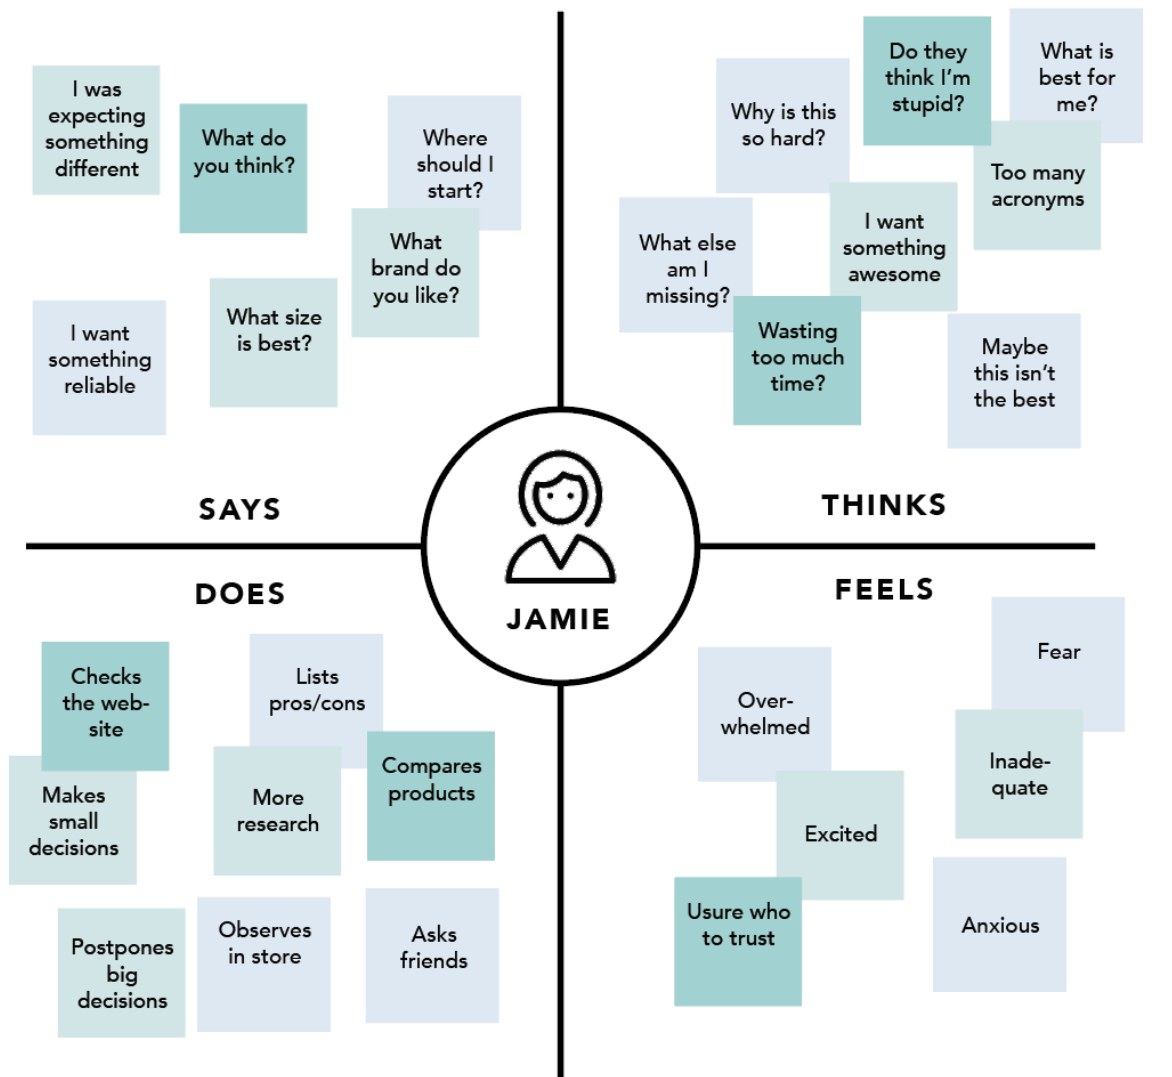 I was
expecting
something
different
What do
you think?
Where
should I
start?
What
brand do
you like?
What size
is best?
I want
something
reliable
SAYS
Why is this
so hard?
Do they
think I'm
stupid?
What is
best for
me?
Too many
acronyms
I want
something
awesome
What else
am I
missing?
Wasting
too much
time?
Maybe
this isn't
the best
THINKS
JAMIE
DOES
Checks
the web-
site
Lists
pros/cons
Compares
products
Makes
small
decisions
More
research
Postpones
big
decisions
Observes
in store
Asks
friends
FEELS
Over-
whelmed
Fear
Inade-
quate
Excited
Usure who
to trust
Anxious